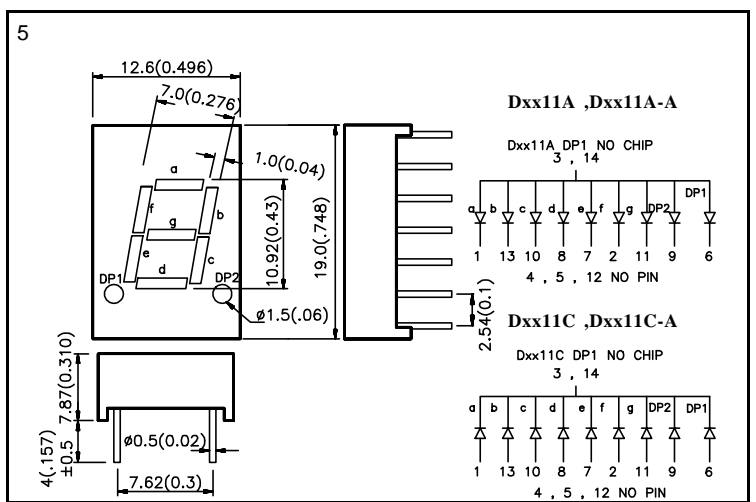 5
12.6(0.496)
7.0(0.276)
1.0(0.04)
a
f
b
g
e
c
d
DP1
DP2
10.92(0.43)
19.0(.748)
ø1.5(.06)
2.54(0.1)
7.87(0.310)
4(.157)
±0.5
ø0.5(0.02)
7.62(0.3)
Dxx11A ,Dxx11A-A
Dxx11A DP1 NO CHIP
3 , 14
a b c d e f g DP2 DP1
1 13 10 8 7 2 11 9 6
4 , 5 , 12 NO PIN
Dxx11C ,Dxx11C-A
Dxx11C DP1 NO CHIP
3 , 14
a b c d e f g DP2 DP1
1 13 10 8 7 2 11 9 6
4 , 5 , 12 NO PIN